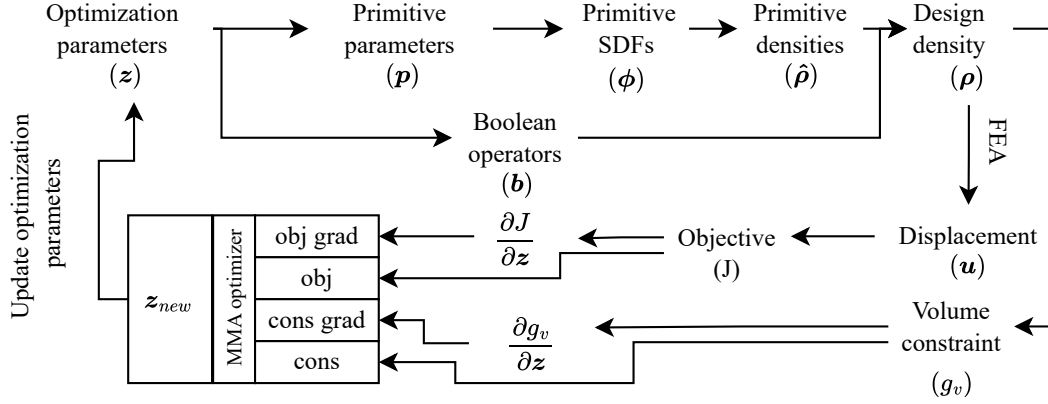 Optimization
parameters
(z)
Primitive
parameters
(p)
Primitive
SDFs
(ϕ)
Primitive
densities
(ρ̂)
Design
density
(ρ)
Boolean
operators
(b)
FEA
Update optimization
parameters
z_new
MMA optimizer
obj grad
obj
cons grad
cons
∂J
∂z
Objective
(J)
Displacement
(u)
∂g_v
∂z
Volume
constraint
(g_v)